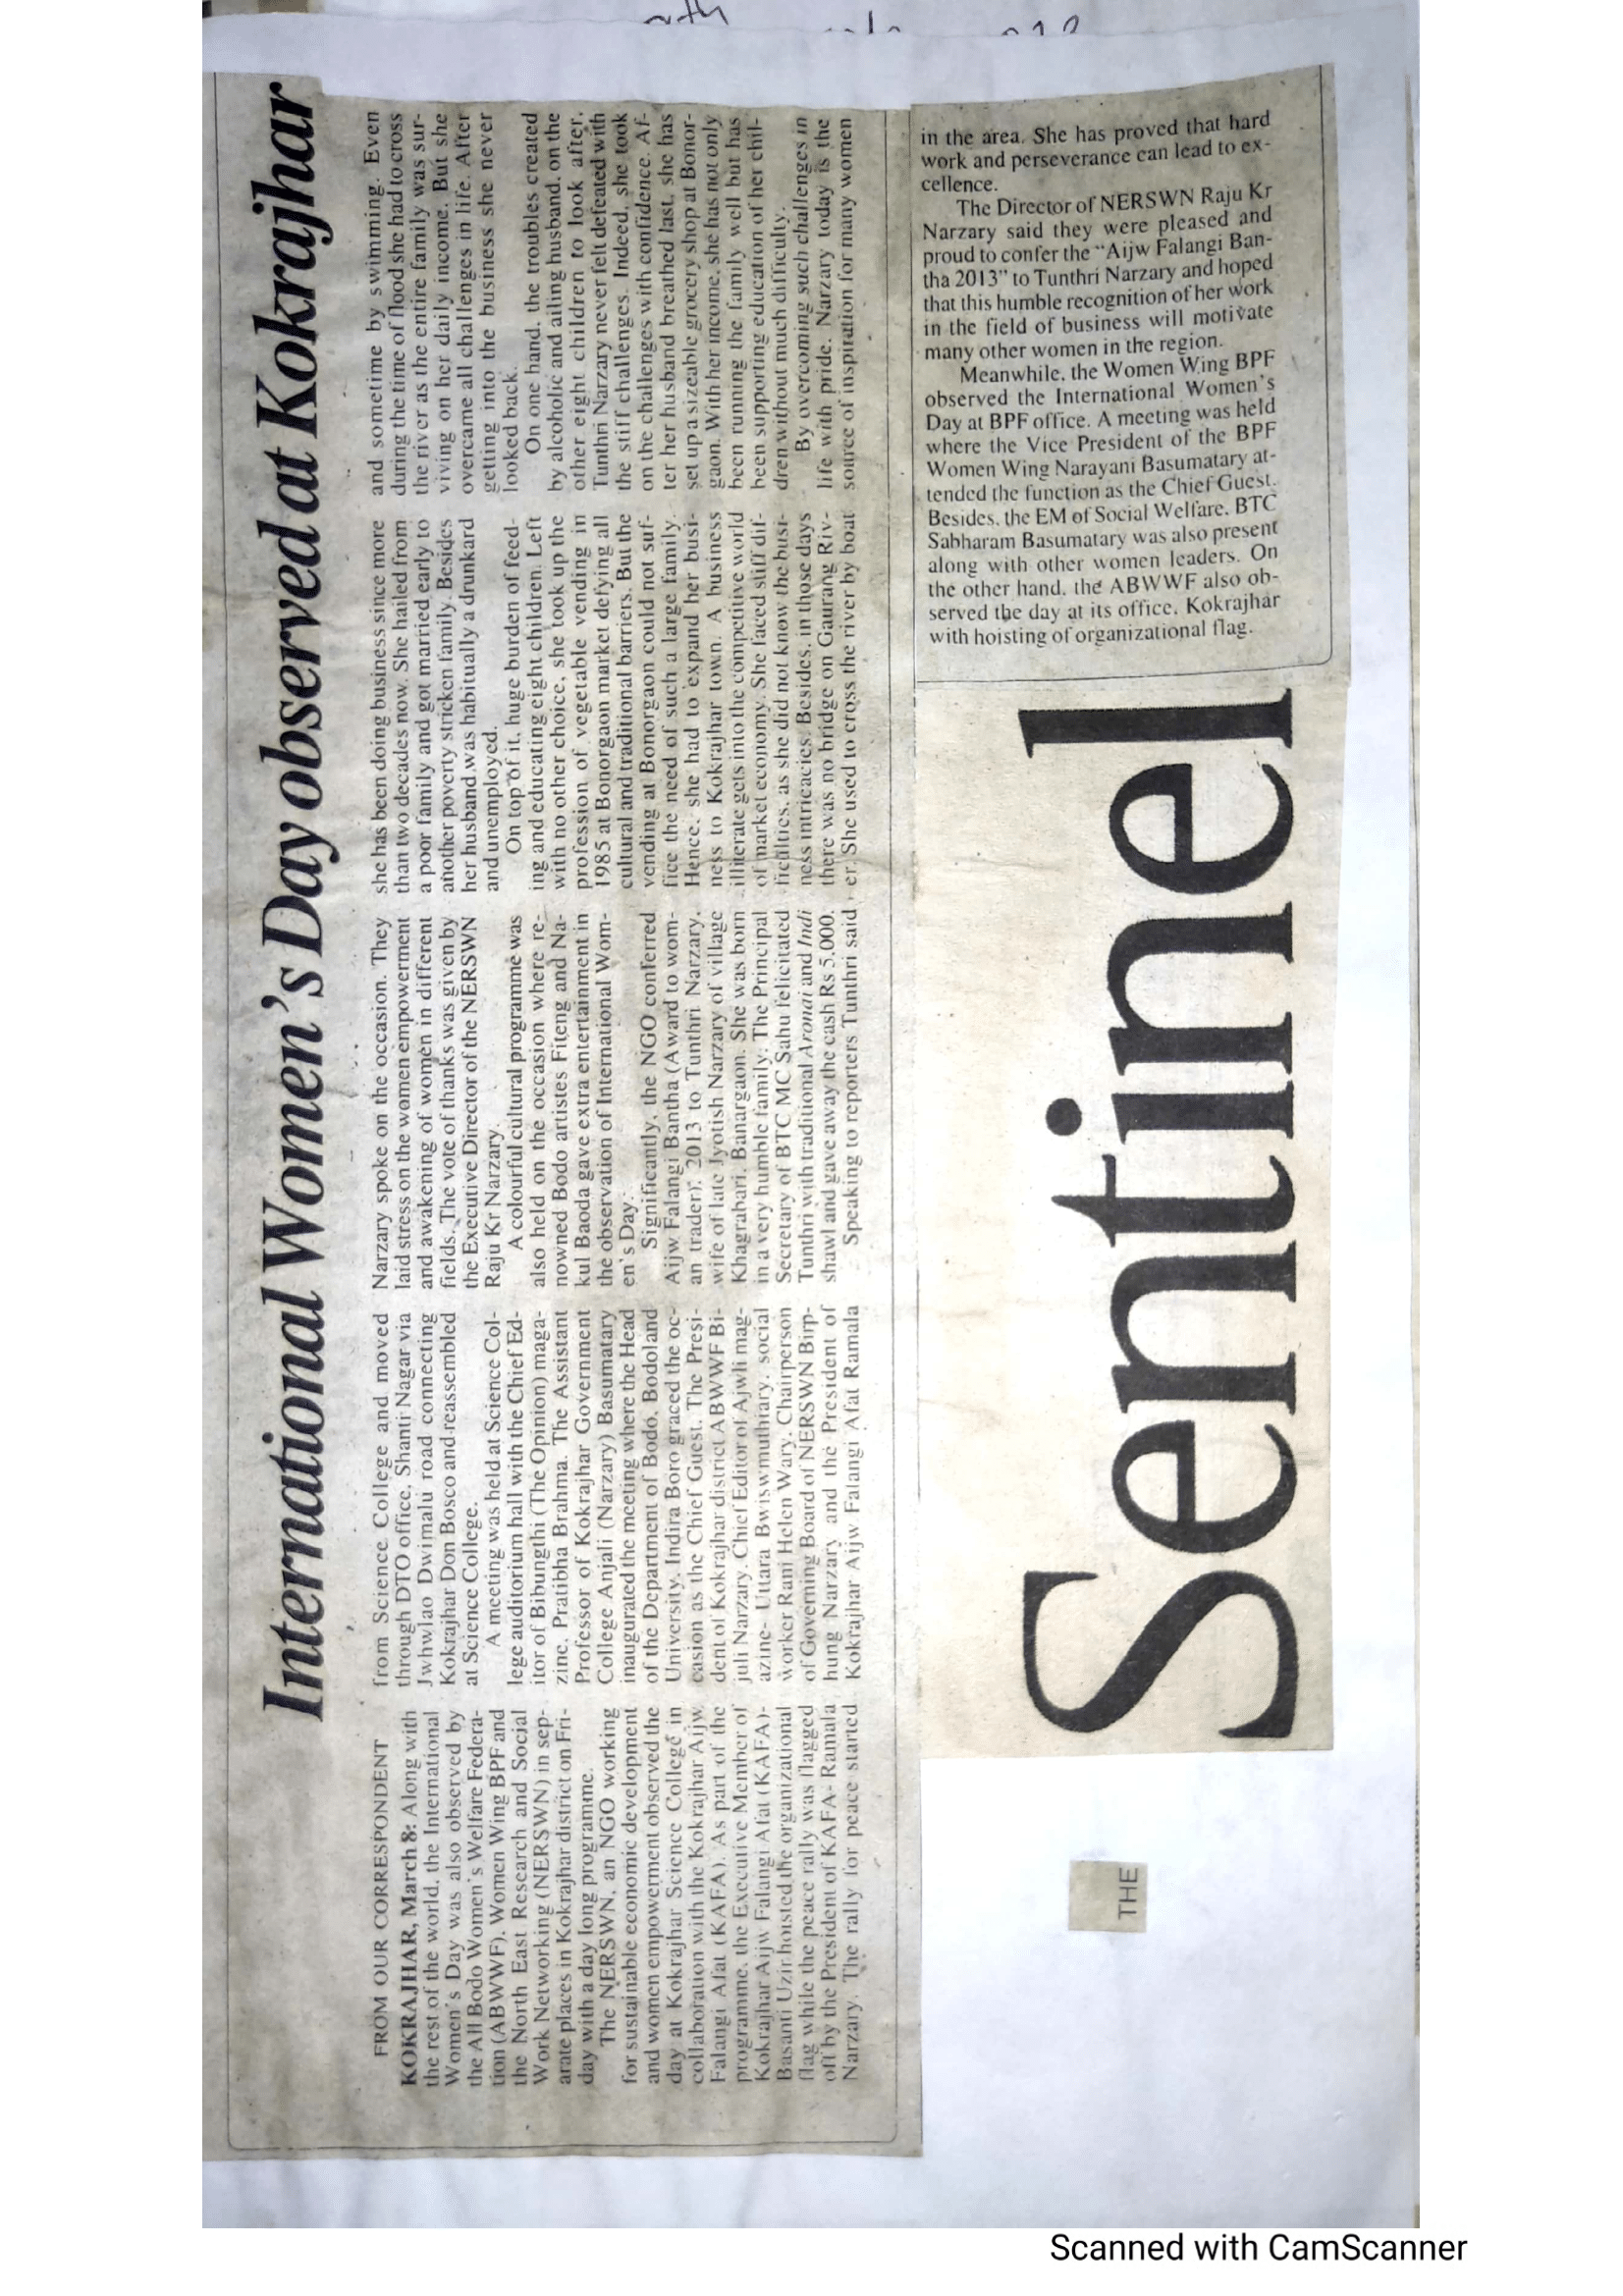 International Women's Day observed at Kokrajhar
FROM OUR CORRESPONDENT
KOKRAJHAR, March 8: Along with
the rest of the world, the International
Women's Day was also observed by
the All Bodo Women's Welfare Federa-
tion (ABWWF), Women Wing BPF and
the North East Research and Social
Work Networking (NERSWN) in sep-
arate places in Kokrajhar district on Fri-
day with a day long programme.
The NERSWN, an NGO working
for sustainable economic development
and women empowerment observed the
day at Kokrajhar Science College in
collaboration with the Kokrajhar Aijw
Falangi Afat (KAFA). As part of the
programme, the Executive Member of
Kokrajhar Aijw Falangi Afat (KAFA)-
Basanti Uzir hoisted the organizational
flag while the peace rally was flagged
off by the President of KAFA- Ramala
Narzary. The rally for peace started
from Science College and moved
through DTO office, Shanti Nagar via
Jwhwlao Dwimalu road connecting
Kokrajhar Don Bosco and reassembled
at Science College.
A meeting was held at Science Col-
lege auditorium hall with the Chief Ed-
itor of Bibungthi (The Opinion) maga-
zine, Pratibha Brahma. The Assistant
Professor of Kokrajhar Government
College Anjali (Narzary) Basumatary
inaugurated the meeting where the Head
of the Department of Bodo, Bodoland
University, Indira Boro graced the oc-
casion as the Chief Guest. The Presi-
dent of Kokrajhar district ABWWF Bi-
juli Narzary, Chief Editor of Ajwli mag-
azine- Uttara Bwiswmuthiary, social
worker Rani Helen Wary, Chairperson
of Governing Board of NERSWN Birp-
hung Narzary and the President of
Kokrajhar Aijw Falangi Afat Ramala
Narzary spoke on the occasion. They
laid stress on the women empowerment
and awakening of women in different
fields. The vote of thanks was given by
the Executive Director of the NERSWN
Raju Kr Narzary.
A colourful cultural programme was
also held on the occasion where re-
nowned Bodo artistes Fiteng and Na-
kul Baoda gave extra entertainment in
the observation of International Wom-
en's Day.
Significantly, the NGO conferred
Aijw Falangi Bantha (Award to wom-
an trader), 2013 to Tunthri Narzary,
wife of late Jyotish Narzary of village
Khagrabari, Banargaon. She was born
in a very humble family. The Principal
Secretary of BTC MC Sahu felicitated
Tunthri with traditional Aronai and Indi
shawl and gave away the cash Rs 5,000.
Speaking to reporters Tunthri said
she has been doing business since more
than two decades now. She hailed from
a poor family and got married early to
another poverty stricken family. Besides
her husband was habitually a drunkard
and unemployed.
On top of it, huge burden of feed-
ing and educating eight children. Left
with no other choice, she took up the
profession of vegetable vending in
1985 at Bonorgaon market defying all
cultural and traditional barriers. But the
vending at Bonorgaon could not suf-
fice the need of such a large family.
Hence, she had to expand her busi-
ness to Kokrajhar town. A business
illiterate gets into the competitive world
of market economy. She faced stiff dif-
ficulties, as she did not know the busi-
ness intricacies. Besides, in those days
there was no bridge on Gaurang Riv-
er. She used to cross the river by boat
and sometime by swimming. Even
during the time of flood she had to cross
the river as the entire family was sur-
viving on her daily income. But she
overcame all challenges in life. After
getting into the business she never
looked back.
On one hand, the troubles created
by alcoholic and ailing husband, on the
other eight children to look after,
Tunthri Narzary never felt defeated with
the stiff challenges. Indeed, she took
on the challenges with confidence. Af-
ter her husband breathed last, she has
set up a sizeable grocery shop at Bonor-
gaon. With her income, she has not only
been running the family well but has
been supporting education of her chil-
dren without much difficulty.
By overcoming such challenges in
life with pride, Narzary today is the
source of inspiration for many women
in the area. She has proved that hard
work and perseverance can lead to ex-
cellence.
The Director of NERSWN Raju Kr
Narzary said they were pleased and
proud to confer the "Aijw Falangi Ban-
tha 2013" to Tunthri Narzary and hoped
that this humble recognition of her work
in the field of business will motivate
many other women in the region.
Meanwhile, the Women Wing BPF
observed the International Women's
Day at BPF office. A meeting was held
where the Vice President of the BPF
Women Wing Narayani Basumatary at-
tended the function as the Chief Guest.
Besides, the EM of Social Welfare, BTC
Sabharam Basumatary was also present
along with other women leaders. On
the other hand, the ABWWF also ob-
served the day at its office, Kokrajhar
with hoisting of organizational flag.
THE
Sentinel
Scanned with CamScanner